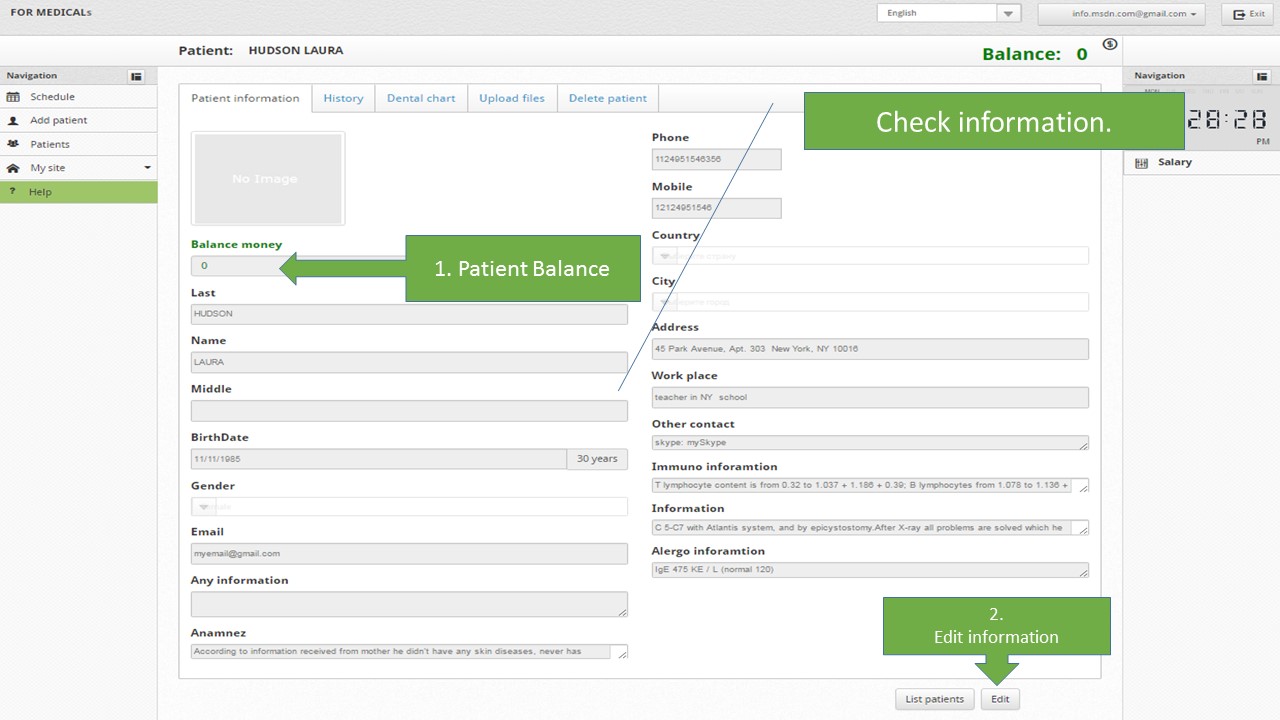 FOR MEDICALs
English
info.msdn.com@gmail.com
Exit
Patient: HUDSON LAURA
Balance: 0
Navigation
Schedule
Add patient
Patients
My site
? Help
Patient information
History
Dental chart
Upload files
Delete patient
No Image
Balance money
0
1. Patient Balance
Last
HUDSON
Name
LAURA
Middle
BirthDate
11/11/1985
30 years
Gender
Email
myemail@gmail.com
Any information
Anamnez
According to information received from mother he didn't have any skin diseases, never has
Phone
1124951546356
Mobile
12124951546
Country
City
Address
45 Park Avenue, Apt. 303 New York, NY 10016
Work place
teacher in NY school
Other contact
skype: mySkype
Immuno inforamtion
T lymphocyte content is from 0.32 to 1.037 + 1.186 + 0.39; B lymphocytes from 1.078 to 1.136 +
Information
C 5-C7 with Atlantis system, and by epicystostomy.After X-ray all problems are solved which he
Alergo inforamtion
IgE 475 KE / L (normal 120)
2.
Edit information
List patients
Edit
Check information.
Navigation
28:28
PM
Salary